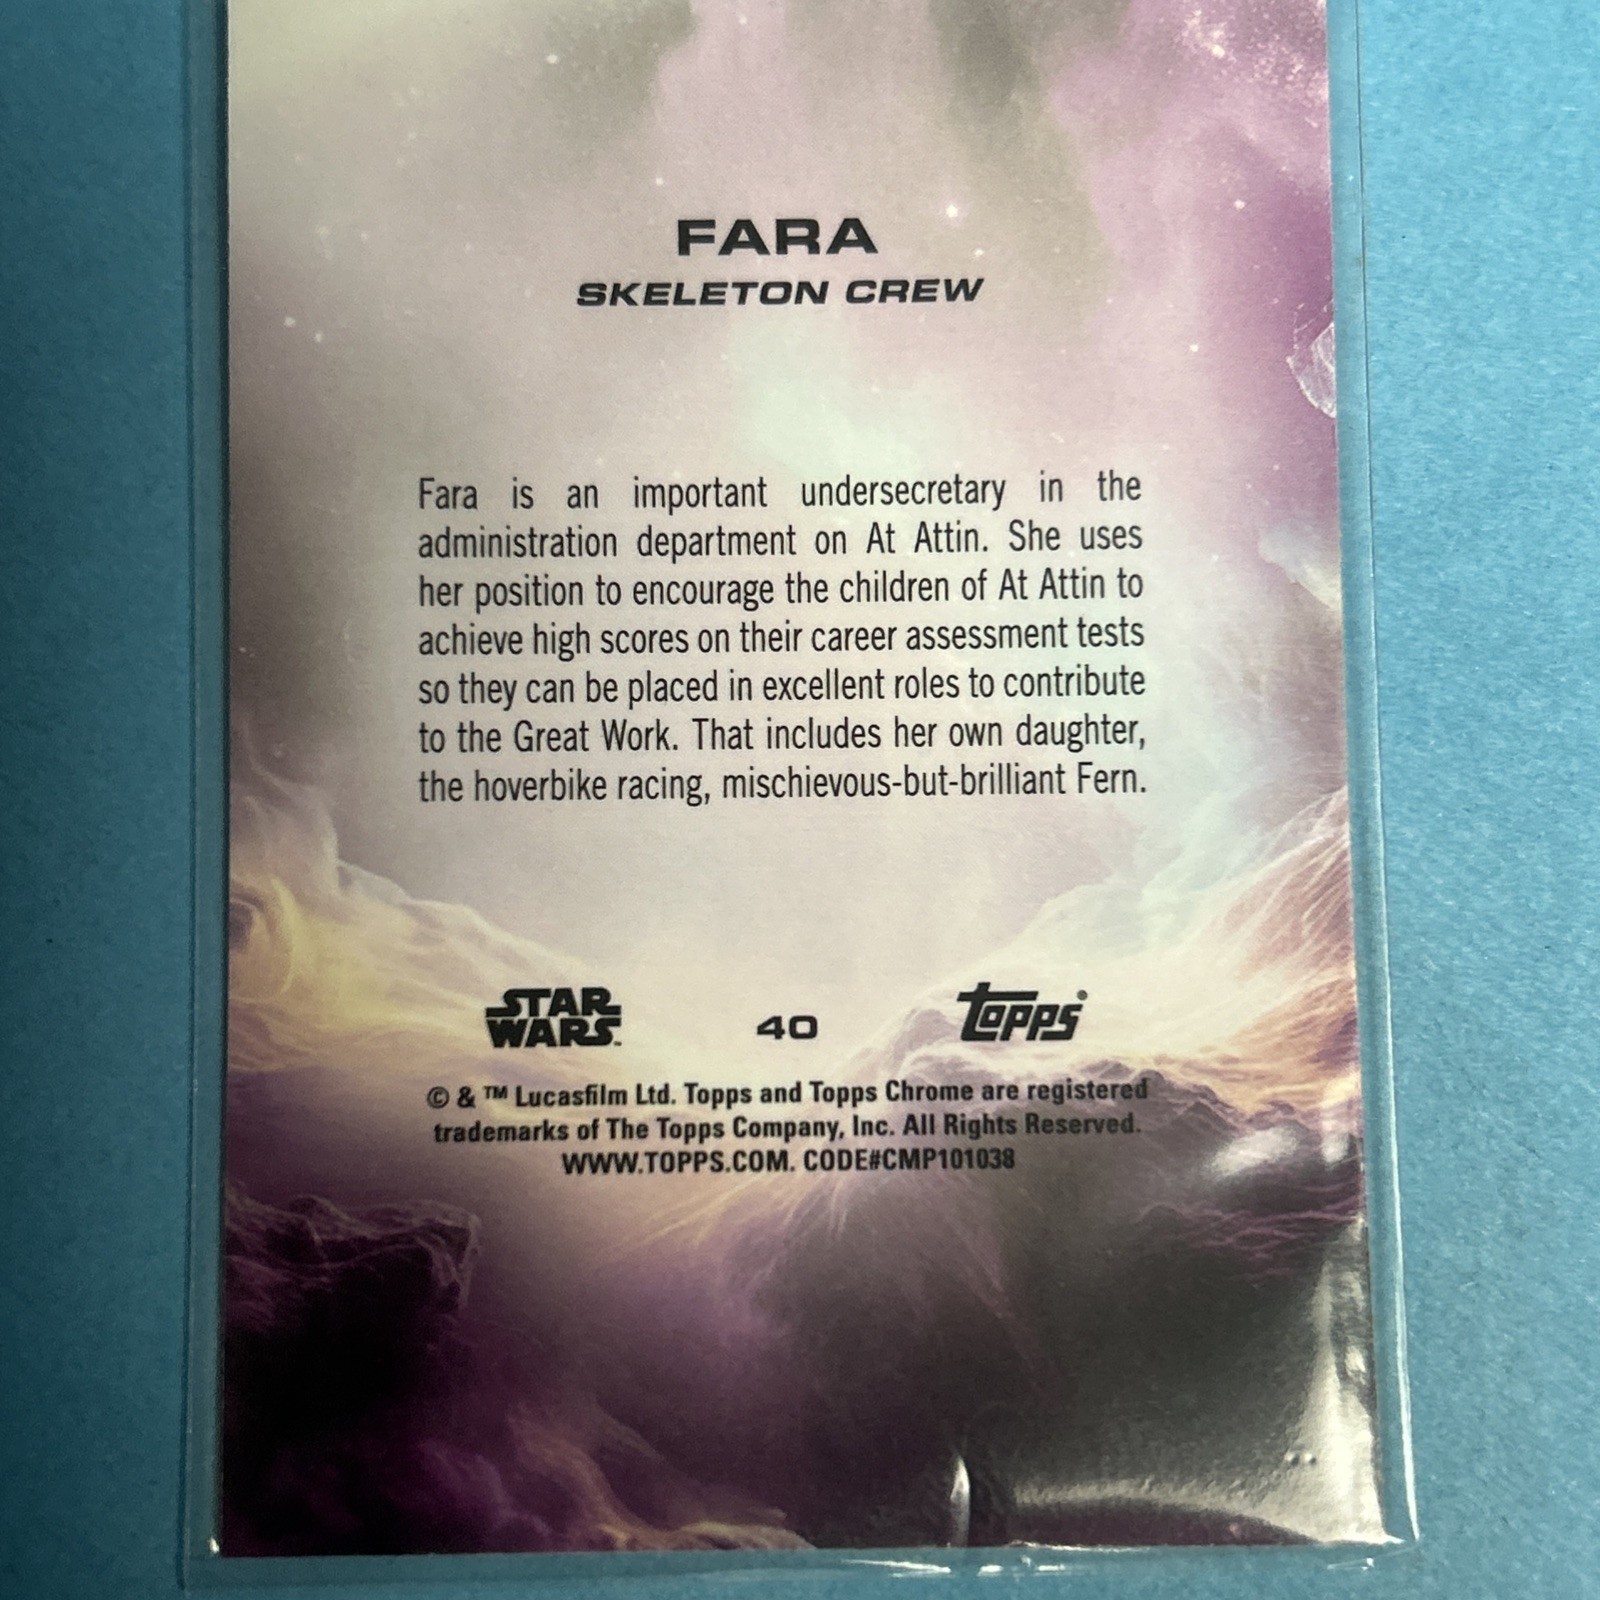 FARA
SKELETON CREW
Fara is an important undersecretary in the
administration department on At Attin. She uses
her position to encourage the children of At Attin to
achieve high scores on their career assessment tests
so they can be placed in excellent roles to contribute
to the Great Work. That includes her own daughter,
the hoverbike racing, mischievous-but-brilliant Fern.
STAR WARS™ 40 Topps®
© & ™ Lucasfilm Ltd. Topps and Topps Chrome are registered
trademarks of The Topps Company, Inc. All Rights Reserved.
WWW.TOPPS.COM. CODE#CMP101038